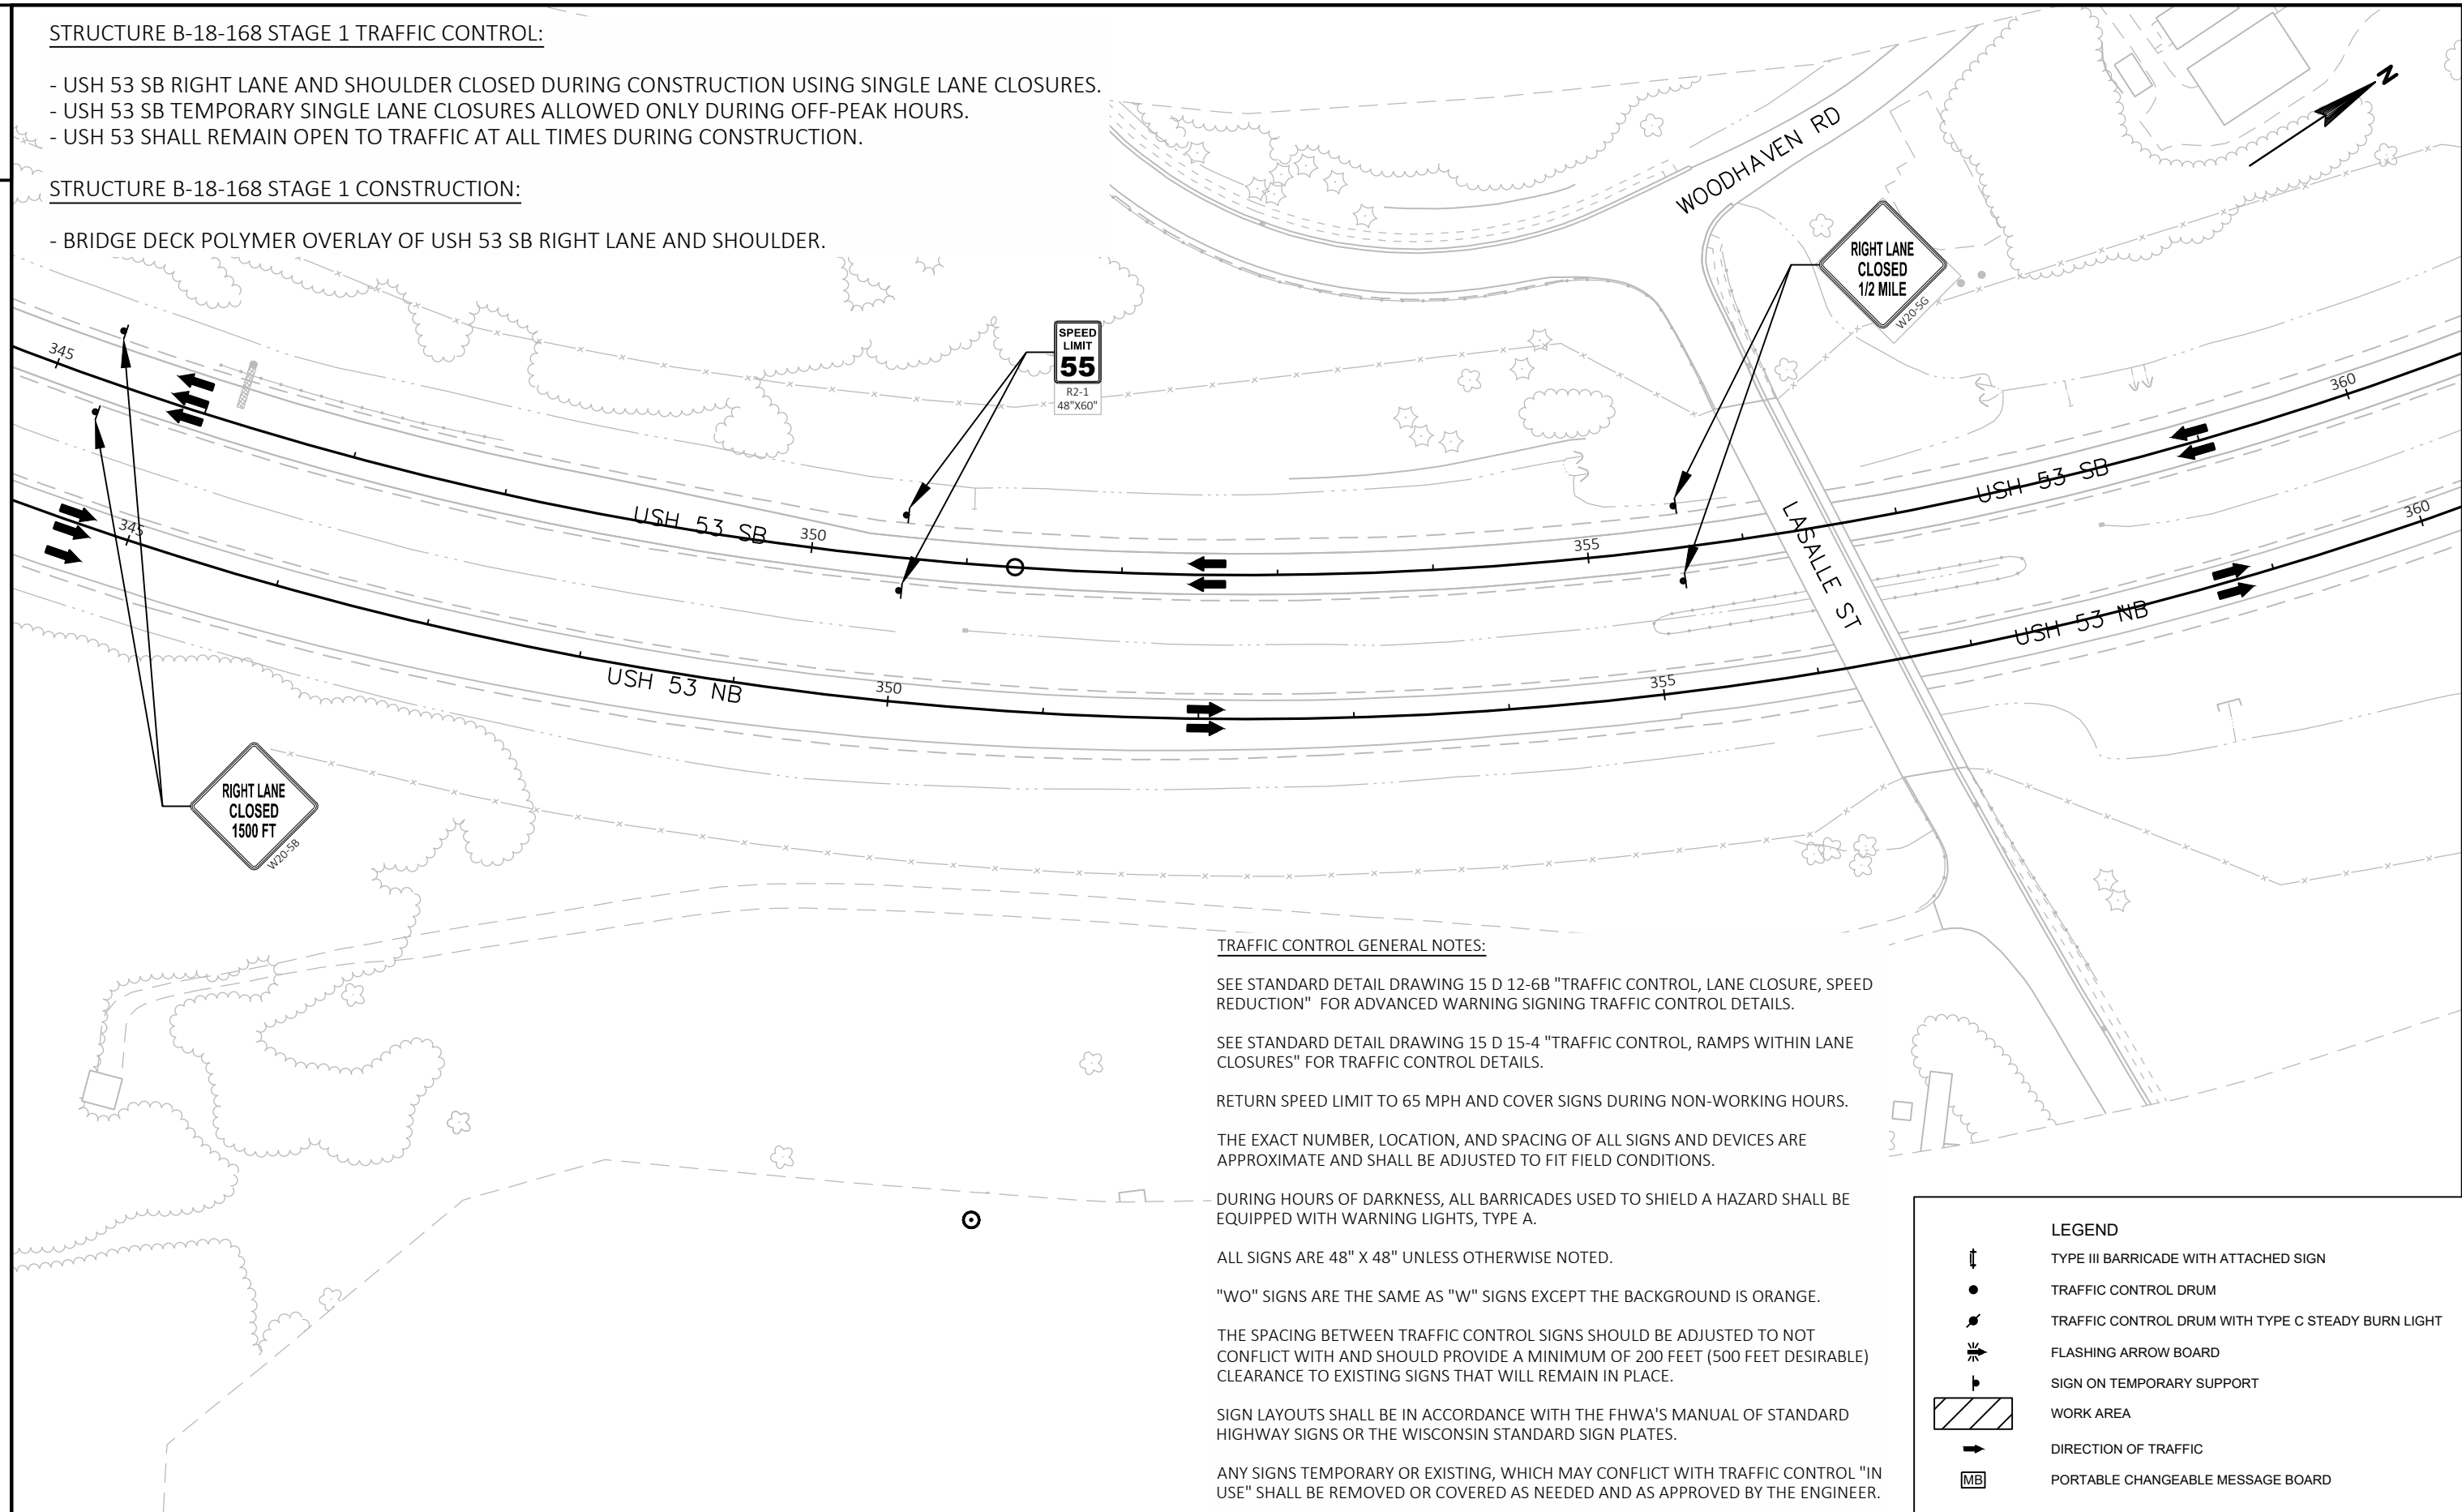 STRUCTURE B-18-168 STAGE 1 TRAFFIC CONTROL:
- USH 53 SB RIGHT LANE AND SHOULDER CLOSED DURING CONSTRUCTION USING SINGLE LANE CLOSURES.
- USH 53 SB TEMPORARY SINGLE LANE CLOSURES ALLOWED ONLY DURING OFF-PEAK HOURS.
- USH 53 SHALL REMAIN OPEN TO TRAFFIC AT ALL TIMES DURING CONSTRUCTION.
STRUCTURE B-18-168 STAGE 1 CONSTRUCTION:
- BRIDGE DECK POLYMER OVERLAY OF USH 53 SB RIGHT LANE AND SHOULDER.
N
WOODHAVEN RD
RIGHT LANE
CLOSED
1/2 MILE
W20-5G
SPEED
LIMIT
55
R2-1
48"X60"
345
USH 53 SB
350
355
USH 53 SB
360
LASALLE ST
345
USH 53 NB
350
355
USH 53 NB
360
RIGHT LANE
CLOSED
1500 FT
W20-5B
TRAFFIC CONTROL GENERAL NOTES:
SEE STANDARD DETAIL DRAWING 15 D 12-6B "TRAFFIC CONTROL, LANE CLOSURE, SPEED
REDUCTION" FOR ADVANCED WARNING SIGNING TRAFFIC CONTROL DETAILS.
SEE STANDARD DETAIL DRAWING 15 D 15-4 "TRAFFIC CONTROL, RAMPS WITHIN LANE
CLOSURES" FOR TRAFFIC CONTROL DETAILS.
RETURN SPEED LIMIT TO 65 MPH AND COVER SIGNS DURING NON-WORKING HOURS.
THE EXACT NUMBER, LOCATION, AND SPACING OF ALL SIGNS AND DEVICES ARE
APPROXIMATE AND SHALL BE ADJUSTED TO FIT FIELD CONDITIONS.
DURING HOURS OF DARKNESS, ALL BARRICADES USED TO SHIELD A HAZARD SHALL BE
EQUIPPED WITH WARNING LIGHTS, TYPE A.
ALL SIGNS ARE 48" X 48" UNLESS OTHERWISE NOTED.
"WO" SIGNS ARE THE SAME AS "W" SIGNS EXCEPT THE BACKGROUND IS ORANGE.
THE SPACING BETWEEN TRAFFIC CONTROL SIGNS SHOULD BE ADJUSTED TO NOT
CONFLICT WITH AND SHOULD PROVIDE A MINIMUM OF 200 FEET (500 FEET DESIRABLE)
CLEARANCE TO EXISTING SIGNS THAT WILL REMAIN IN PLACE.
SIGN LAYOUTS SHALL BE IN ACCORDANCE WITH THE FHWA'S MANUAL OF STANDARD
HIGHWAY SIGNS OR THE WISCONSIN STANDARD SIGN PLATES.
ANY SIGNS TEMPORARY OR EXISTING, WHICH MAY CONFLICT WITH TRAFFIC CONTROL "IN
USE" SHALL BE REMOVED OR COVERED AS NEEDED AND AS APPROVED BY THE ENGINEER.
LEGEND
TYPE III BARRICADE WITH ATTACHED SIGN
TRAFFIC CONTROL DRUM
TRAFFIC CONTROL DRUM WITH TYPE C STEADY BURN LIGHT
FLASHING ARROW BOARD
SIGN ON TEMPORARY SUPPORT
WORK AREA
DIRECTION OF TRAFFIC
MB PORTABLE CHANGEABLE MESSAGE BOARD